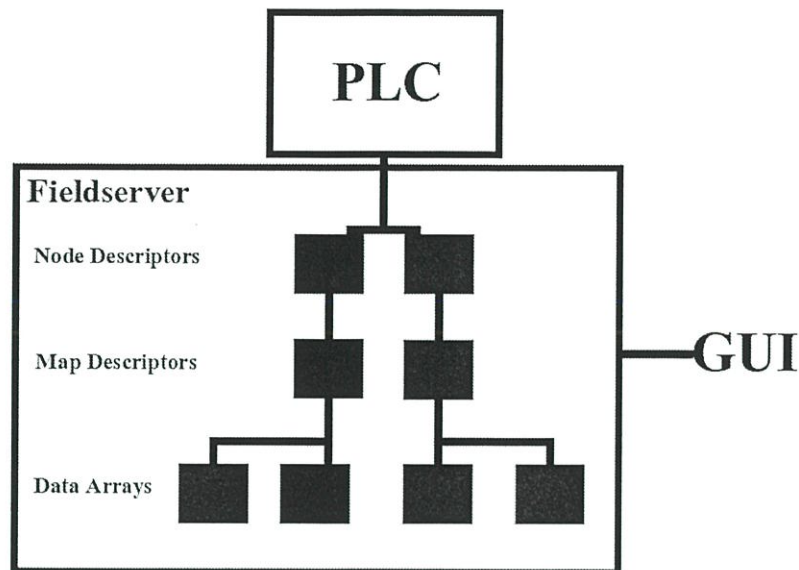 PLC
Fieldserver
Node Descriptors
Map Descriptors
GUI
Data Arrays